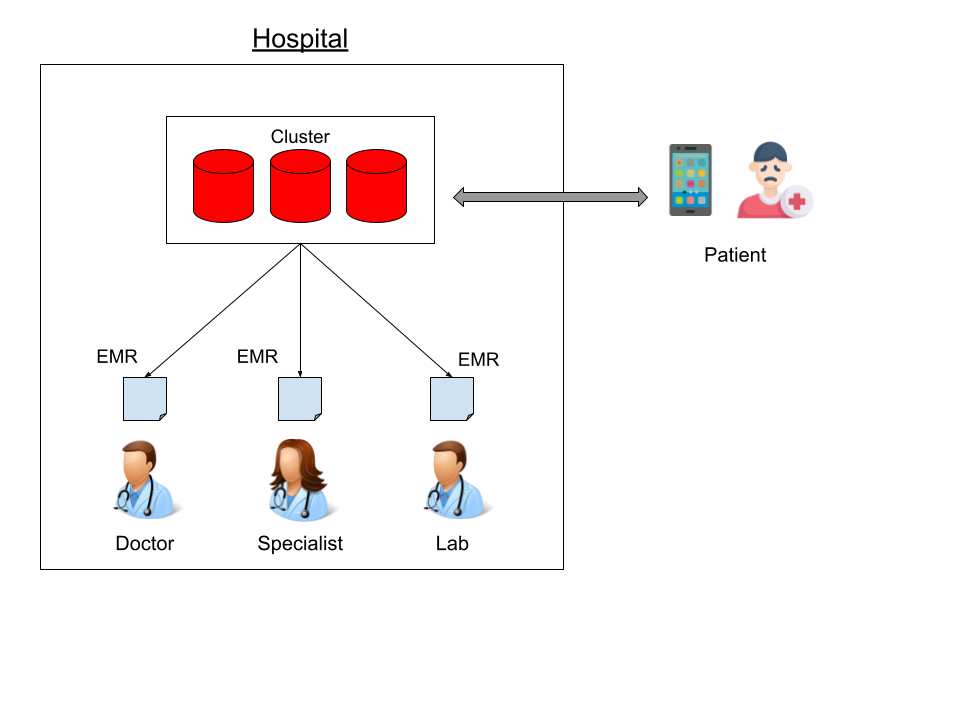 Hospital
Cluster
Patient
EMR
EMR
EMR
Doctor
Specialist
Lab